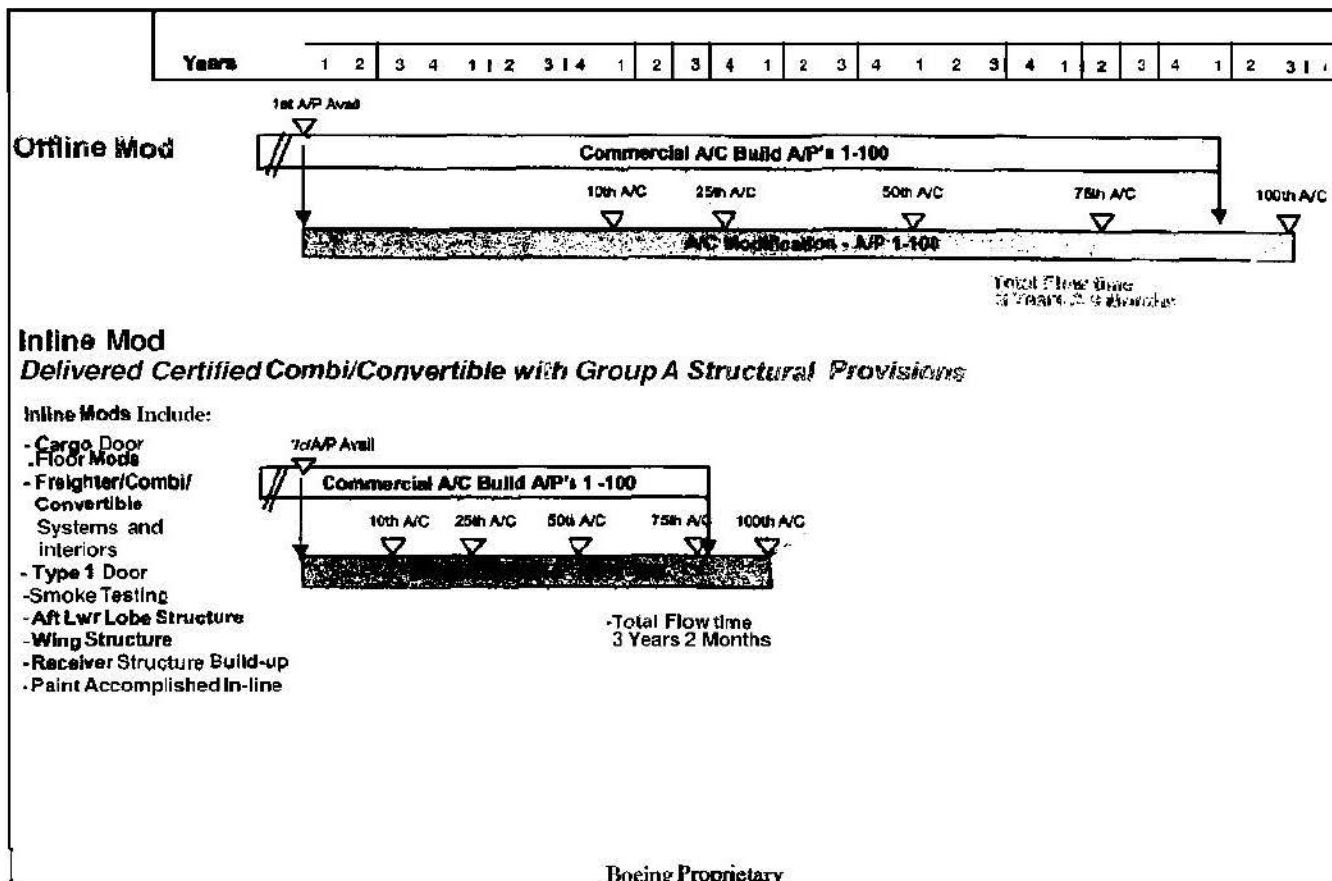 Years 1 2 3 4 1 | 2 3 | 4 1 2 3 4 1 2 3 4 1 2 3 4 1 2 3 4 1 2 3 |
1st A/P Avail
Offline Mod
Commercial A/C Build A/P's 1-100
10th A/C 25th A/C 50th A/C 75th A/C 100th A/C
A/C Modification - A/P 1-100
Total Flow time
Years Months
Inline Mod
Delivered Certified Combi/Convertible with Group A Structural Provisions
Inline Mods Include:
- Cargo Door
- Floor Mods
- Freighter/Combi/
Convertible
Systems and
interiors
- Type 1 Door
-Smoke Testing
- Aft Lwr Lobe Structure
-Wing Structure
-Receiver Structure Build-up
- Paint Accomplished In-line
A/P Avail
Commercial A/C Build A/P's 1 -100
10th A/C 25th A/C 50th A/C 75th A/C 100th A/C
-Total Flow time
3 Years 2 Months
Boeing Proprietary